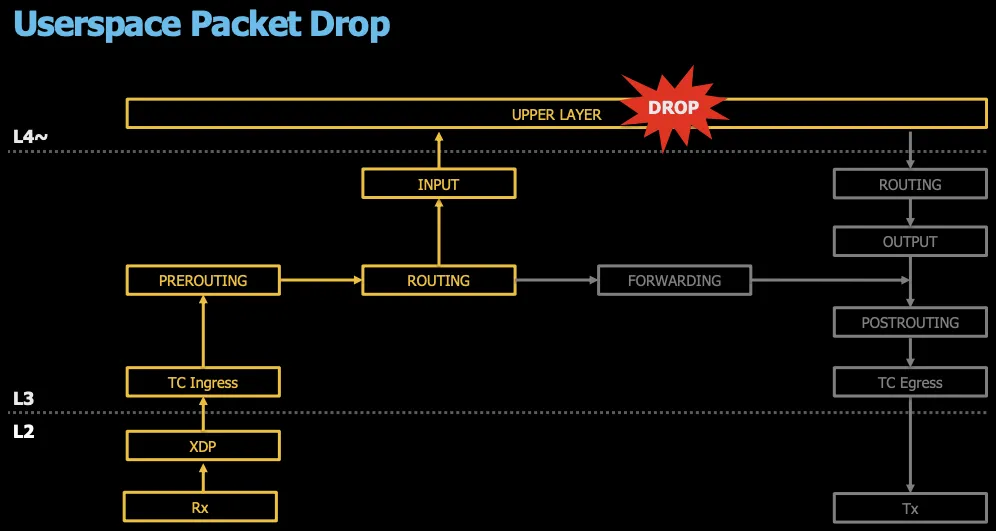 Userspace Packet Drop
UPPER LAYER
DROP
L4~
INPUT
ROUTING
OUTPUT
PREROUTING
ROUTING
FORWARDING
POSTROUTING
TC Ingress
TC Egress
L3
L2
XDP
Rx
Tx